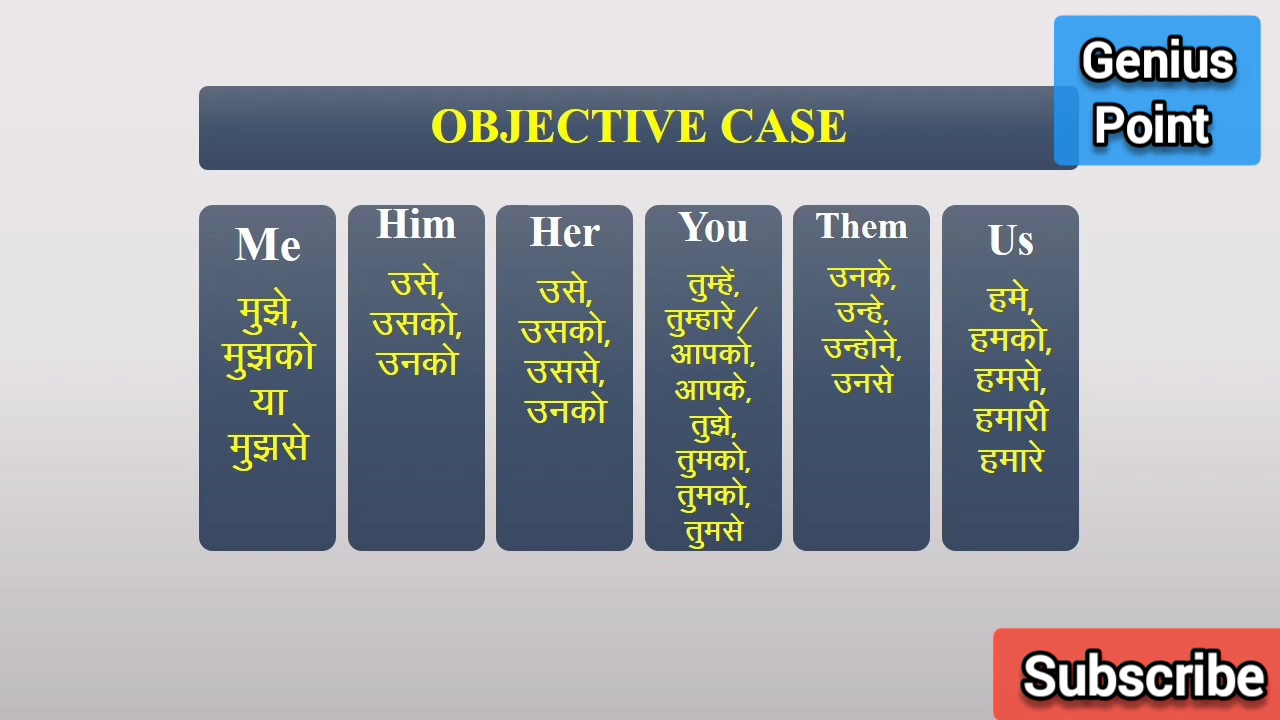 Genius
Point
OBJECTIVE CASE
Me
मुझे,
मुझको
या
मुझसे
Him
उसे,
उसको,
उनको
Her
उसे,
उसको,
उससे,
उनको
You
तुम्हें,
तुम्हारे/
आपको,
आपके,
तुझे,
तुमको,
तुमको,
तुमसे
Them
उनके,
उन्हे,
उन्होने,
उनसे
Us
हमे,
हमको,
हमसे,
हमारी
हमारे
Subscribe